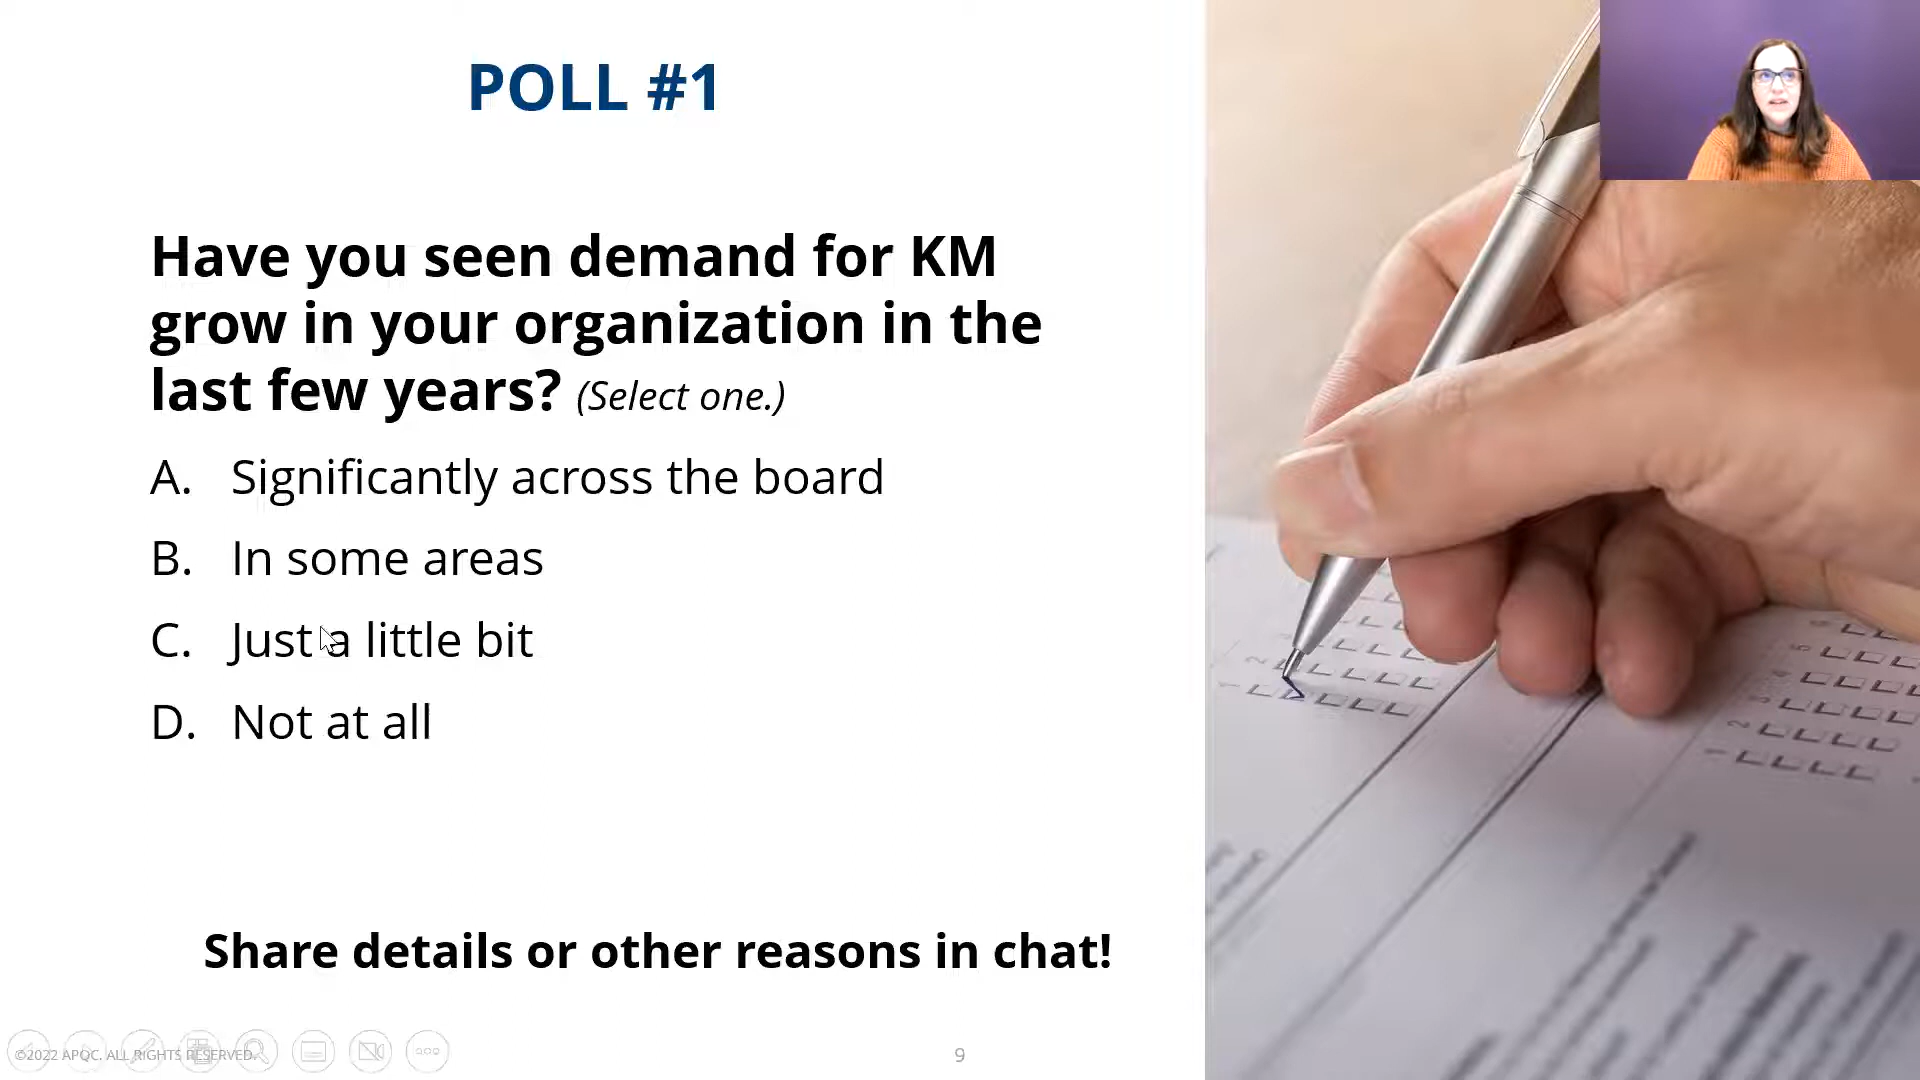 POLL #1
Have you seen demand for KM
grow in your organization in the
last few years? (Select one.)
A. Significantly across the board
B. In some areas
C. Just a little bit
D. Not at all
Share details or other reasons in chat!
©2022 APQC. ALL RIGHTS RESERVED.
9